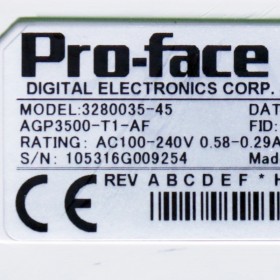 Pro-face
DIGITAL ELECTRONICS CORP.
MODEL:3280035-45 DAT
AGP3500-T1-AF FID:
RATING: AC100-240V 0.58-0.29A
S/N: 105316G009254 Mad
CE REV A B C D E F * H